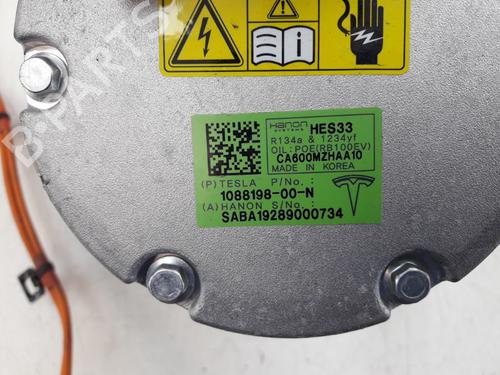 Hanon SYSTEMS HES33
R134a & 1234yf
OIL:POE(RB100EV)
CA600MZHAA10
MADE IN KOREA
(P) TESLA P/No.:
1088198-00-N
(A) HANON S/No.:
SABA19289000734
B-Parts